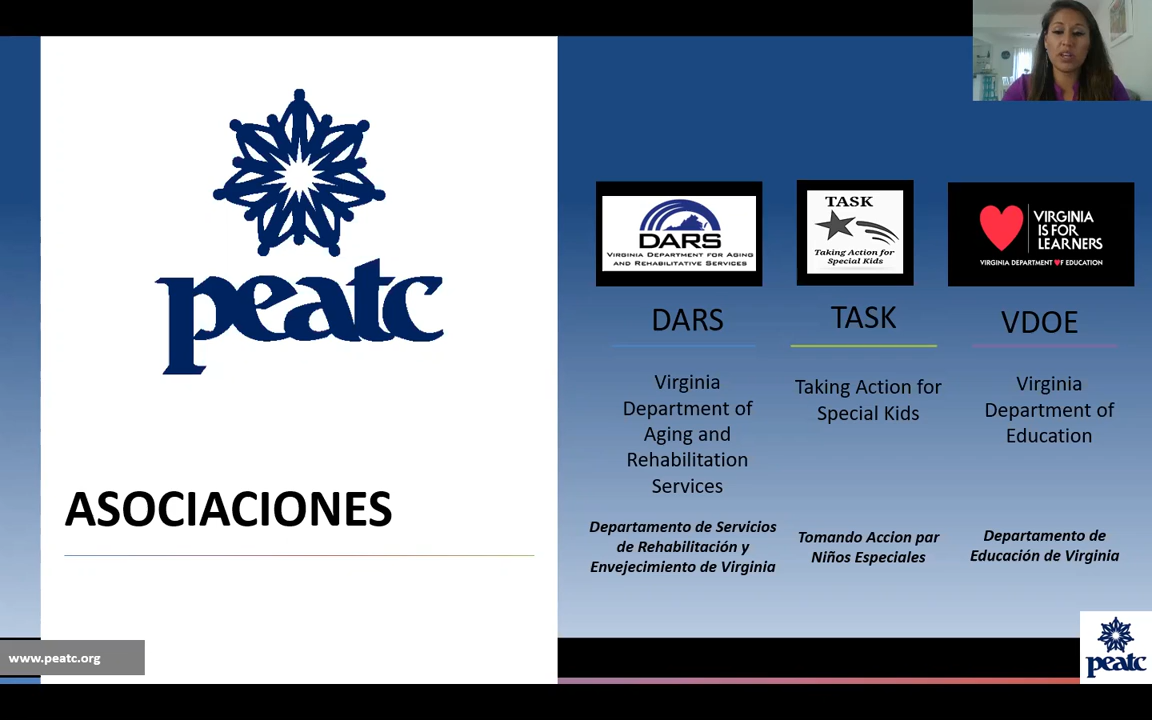 peatc
ASOCIACIONES
www.peatc.org
DARS
VIRGINIA DEPARTMENT FOR AGING
AND REHABILITATIVE SERVICES
DARS
Virginia
Department of
Aging and
Rehabilitation
Services
Departamento de Servicios
de Rehabilitación y
Envejecimiento de Virginia
TASK
Taking Action for
Special Kids
TASK
Taking Action for
Special Kids
Tomando Accion par
Niños Especiales
VIRGINIA
IS FOR
LEARNERS
VIRGINIA DEPARTMENT OF EDUCATION
VDOE
Virginia
Department of
Education
Departamento de
Educación de Virginia
peatc